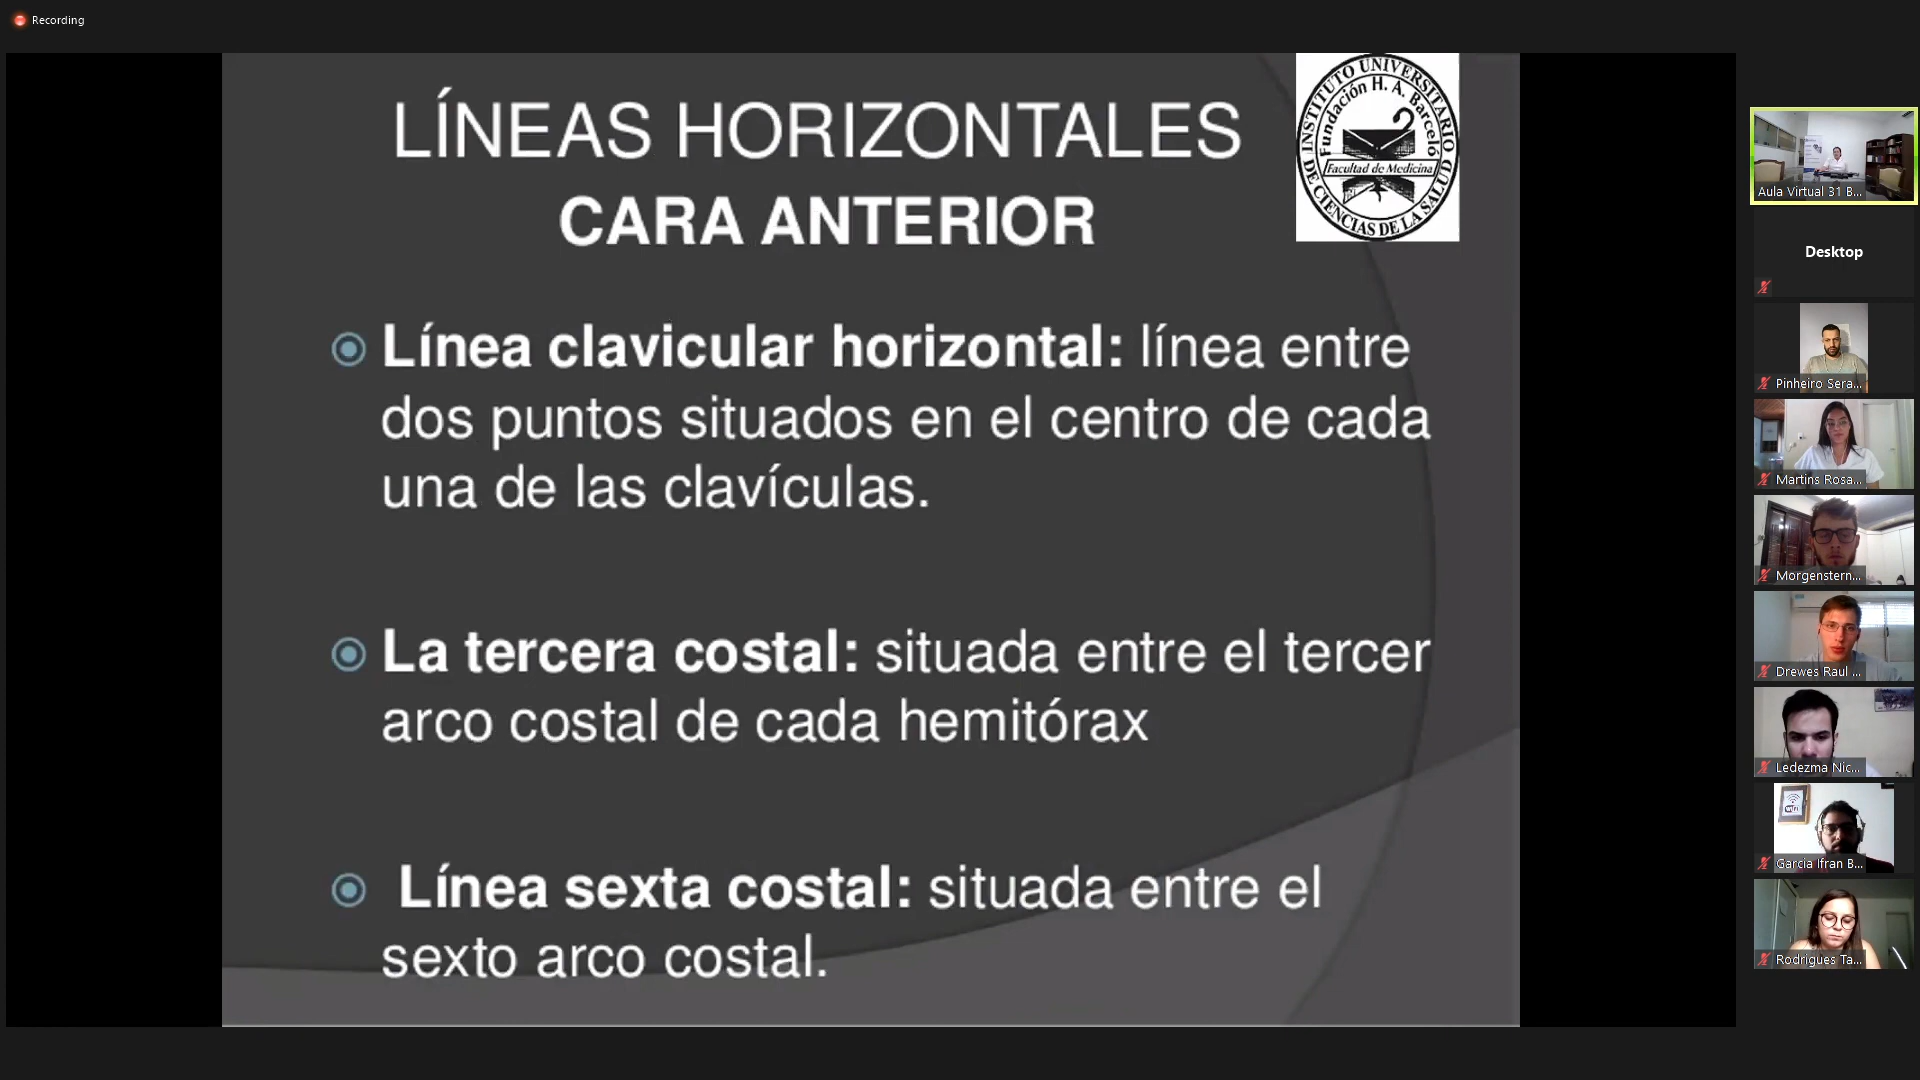 Recording
LÍNEAS HORIZONTALES
CARA ANTERIOR
INSTITUTO UNIVERSITARIO
DE CIENCIAS DE LA SALUD
Fundación H. A. Barceló
Facultad de Medicina
Línea clavicular horizontal: línea entre
dos puntos situados en el centro de cada
una de las clavículas.
La tercera costal: situada entre el tercer
arco costal de cada hemitórax
Línea sexta costal: situada entre el
sexto arco costal.
Aula Virtual 31 B...
Desktop
Pinheiro Sera...
Martins Rosa...
Morgenstern...
Drewes Raul ...
Ledezma Nic...
WiFi
Garcia Ifran B...
Rodrigues Ta...